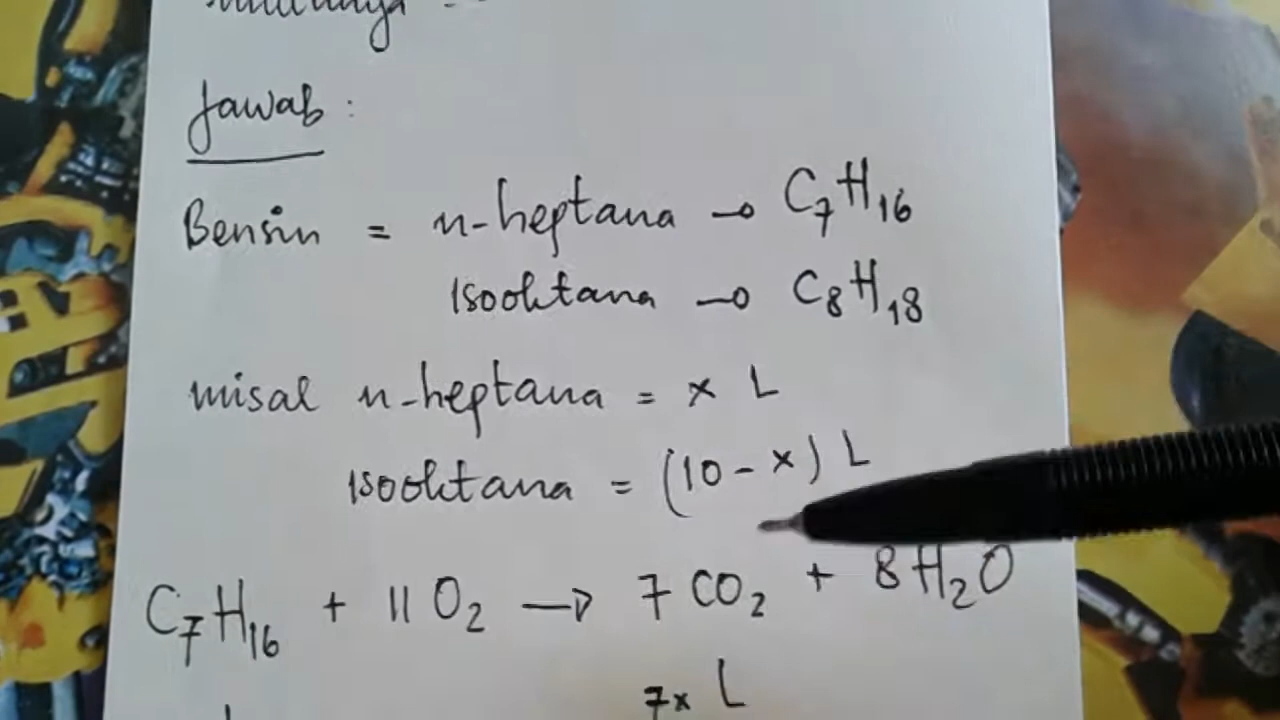 Jawab :
Bensin = n-heptana → C₇H₁₆
Isooktana → C₈H₁₈
misal n-heptana = x L
Isooktana = (10 - x) L
C₇H₁₆ + 11 O₂ → 7 CO₂ + 8 H₂O
7x L